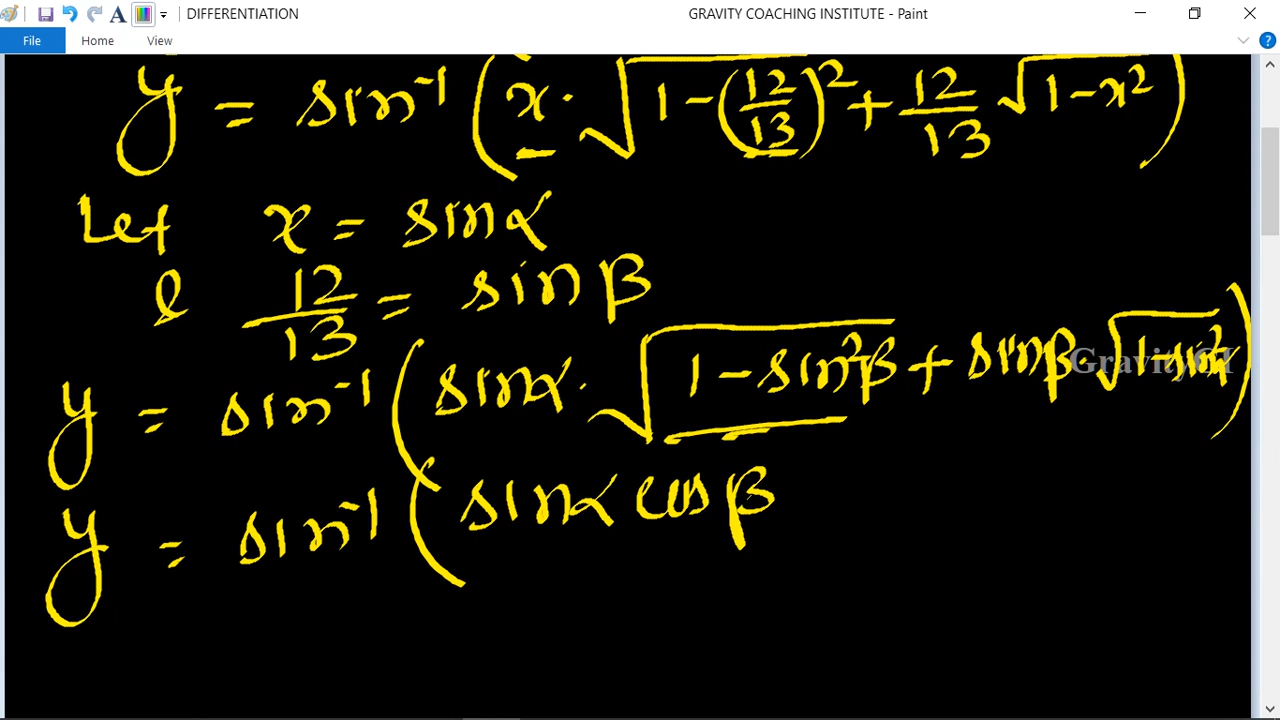 DIFFERENTIATION GRAVITY COACHING INSTITUTE - Paint
File Home View
y = sin⁻¹ (x · √(1 - (12/13)²) + 12/13 √(1 - x²))
Let x = sin α
& 12/13 = sin β
y = sin⁻¹ (sin α · √(1 - sin²β) + sin β · √(1 - sin²α))
GravityCI
y = sin⁻¹ (sin α cos β